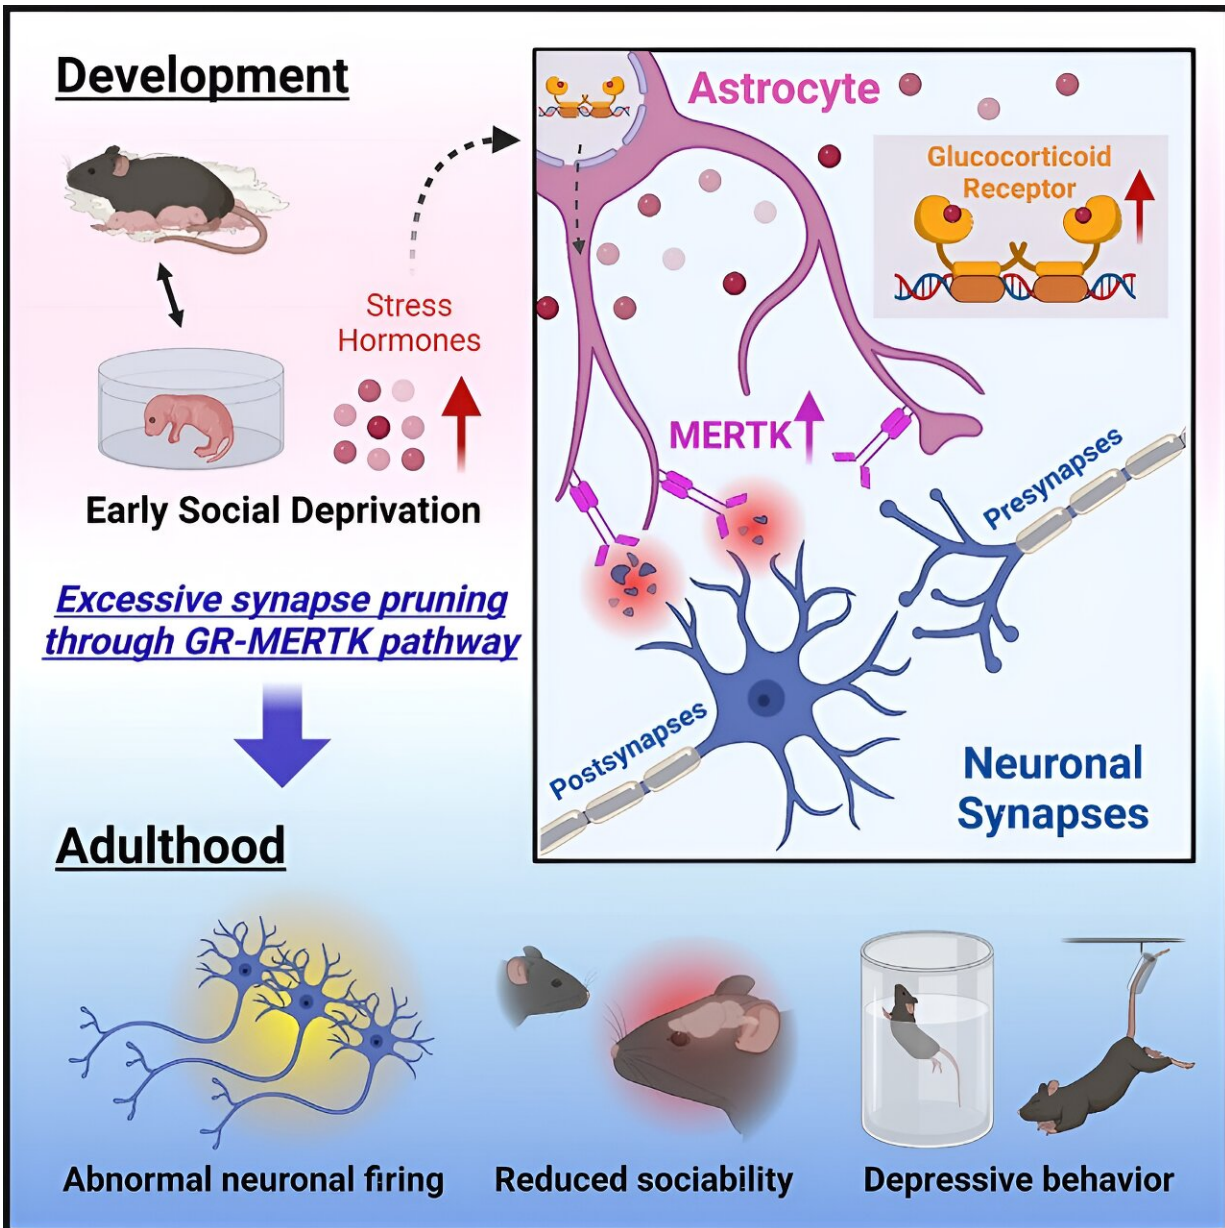 Development
Stress
Hormones
Early Social Deprivation
Excessive synapse pruning
through GR-MERTK pathway
Astrocyte
Glucocorticoid
Receptor
MERTK
Presynapses
Postsynapses
Neuronal
Synapses
Adulthood
Abnormal neuronal firing
Reduced sociability
Depressive behavior